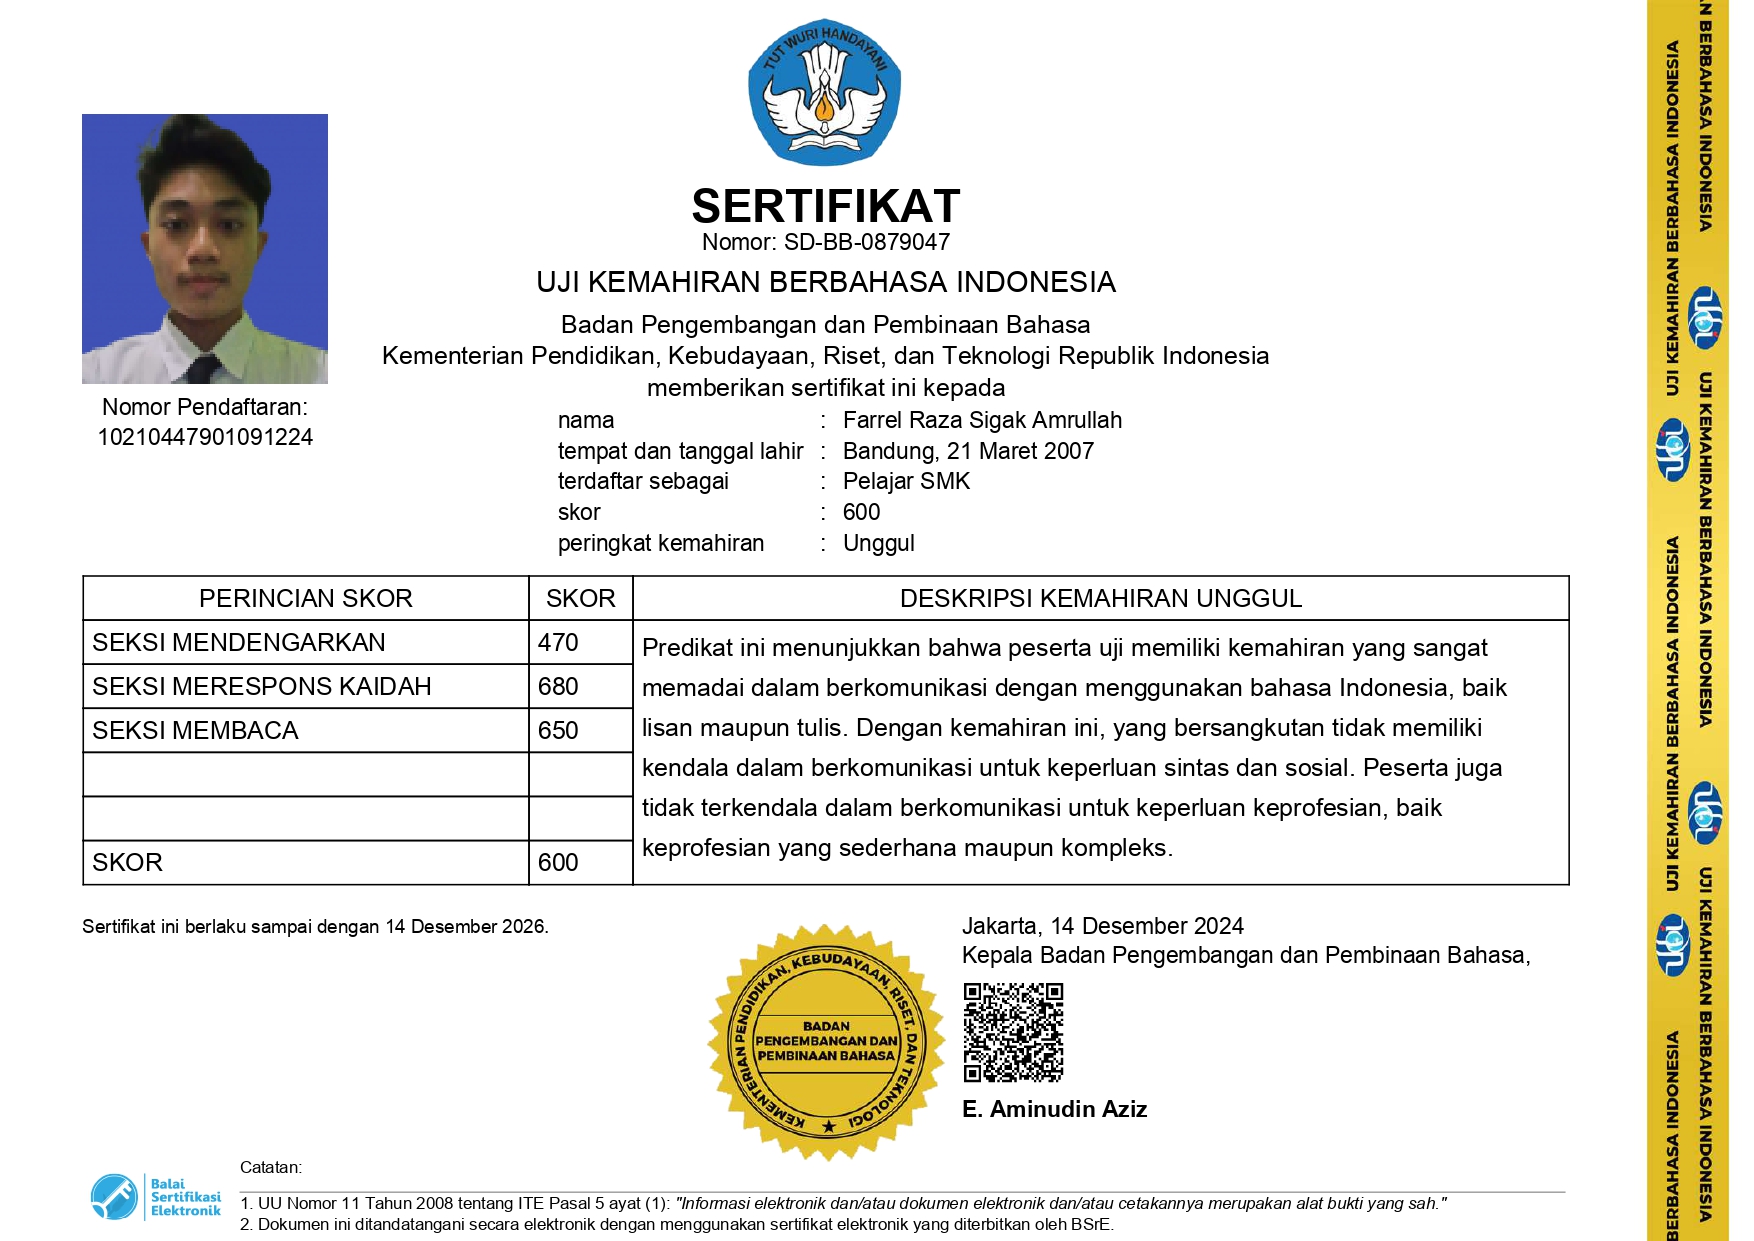 TUT WURI HANDAYANI
SERTIFIKAT
Nomor: SD-BB-0879047
UJI KEMAHIRAN BERBAHASA INDONESIA
Badan Pengembangan dan Pembinaan Bahasa
Kementerian Pendidikan, Kebudayaan, Riset, dan Teknologi Republik Indonesia
memberikan sertifikat ini kepada
Nomor Pendaftaran:
10210447901091224
nama : Farrel Raza Sigak Amrullah
tempat dan tanggal lahir : Bandung, 21 Maret 2007
terdaftar sebagai : Pelajar SMK
skor : 600
peringkat kemahiran : Unggul
PERINCIAN SKOR SKOR DESKRIPSI KEMAHIRAN UNGGUL
SEKSI MENDENGARKAN 470
SEKSI MERESPONS KAIDAH 680
SEKSI MEMBACA 650
SKOR 600
Predikat ini menunjukkan bahwa peserta uji memiliki kemahiran yang sangat
memadai dalam berkomunikasi dengan menggunakan bahasa Indonesia, baik
lisan maupun tulis. Dengan kemahiran ini, yang bersangkutan tidak memiliki
kendala dalam berkomunikasi untuk keperluan sintas dan sosial. Peserta juga
tidak terkendala dalam berkomunikasi untuk keperluan keprofesian, baik
keprofesian yang sederhana maupun kompleks.
Sertifikat ini berlaku sampai dengan 14 Desember 2026.
KEMENTERIAN PENDIDIKAN, KEBUDAYAAN, RISET, DAN TEKNOLOGI
BADAN
PENGEMBANGAN DAN
PEMBINAAN BAHASA
Jakarta, 14 Desember 2024
Kepala Badan Pengembangan dan Pembinaan Bahasa,
E. Aminudin Aziz
Balai
Sertifikasi
Elektronik
Catatan:
1. UU Nomor 11 Tahun 2008 tentang ITE Pasal 5 ayat (1): "Informasi elektronik dan/atau dokumen elektronik dan/atau cetakannya merupakan alat bukti yang sah."
2. Dokumen ini ditandatangani secara elektronik dengan menggunakan sertifikat elektronik yang diterbitkan oleh BSrE.
UJI KEMAHIRAN BERBAHASA INDONESIA
ukbi
UJI KEMAHIRAN BERBAHASA INDONESIA
ukbi
BERBAHASA INDONESIA
N BERBAHASA INDONESIA
ukbi
UJI KEMAHIRAN BERBAHASA INDONESIA
ukbi
UJI KEMAHIRAN BERBAHASA INDONESIA